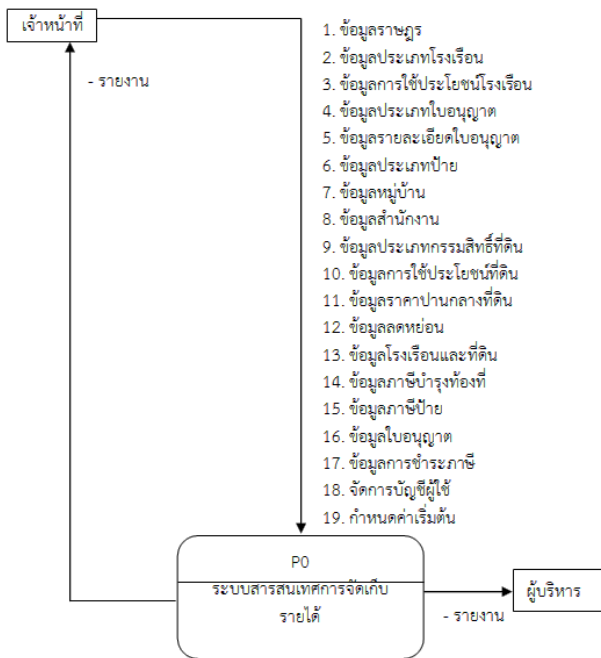 เจ้าหน้าที่
- รายงาน
1. ข้อมูลราษฎร
2. ข้อมูลประเภทโรงเรือน
3. ข้อมูลการใช้ประโยชน์โรงเรือน
4. ข้อมูลประเภทใบอนุญาต
5. ข้อมูลรายละเอียดใบอนุญาต
6. ข้อมูลประเภทป้าย
7. ข้อมูลหมู่บ้าน
8. ข้อมูลสำนักงาน
9. ข้อมูลประเภทกรรมสิทธิ์ที่ดิน
10. ข้อมูลการใช้ประโยชน์ที่ดิน
11. ข้อมูลราคาปานกลางที่ดิน
12. ข้อมูลลดหย่อน
13. ข้อมูลโรงเรือนและที่ดิน
14. ข้อมูลภาษีบำรุงท้องที่
15. ข้อมูลภาษีป้าย
16. ข้อมูลใบอนุญาต
17. ข้อมูลการชำระภาษี
18. จัดการบัญชีผู้ใช้
19. กำหนดค่าเริ่มต้น
P0
ระบบสารสนเทศการจัดเก็บ
รายได้
ผู้บริหาร
- รายงาน